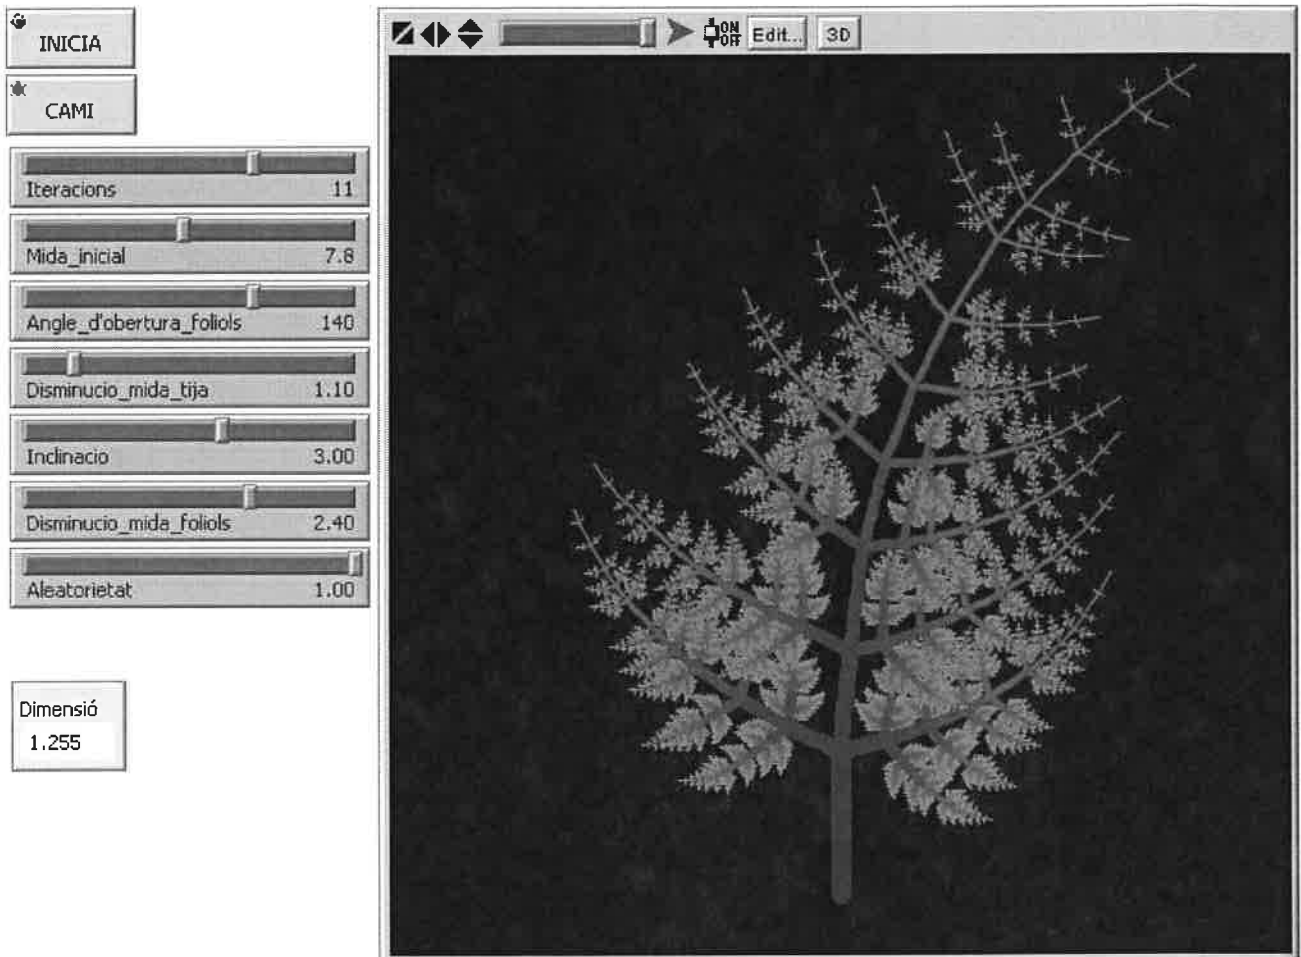 INICIA
ON
OFF
Edit...
3D
CAMI
Iteracions 11
Mida_inicial 7.8
Angle_d'obertura_foliols 140
Disminucio_mida_tija 1.10
Inclinacio 3.00
Disminucio_mida_foliols 2.40
Aleatorietat 1.00
Dimensió
1.255